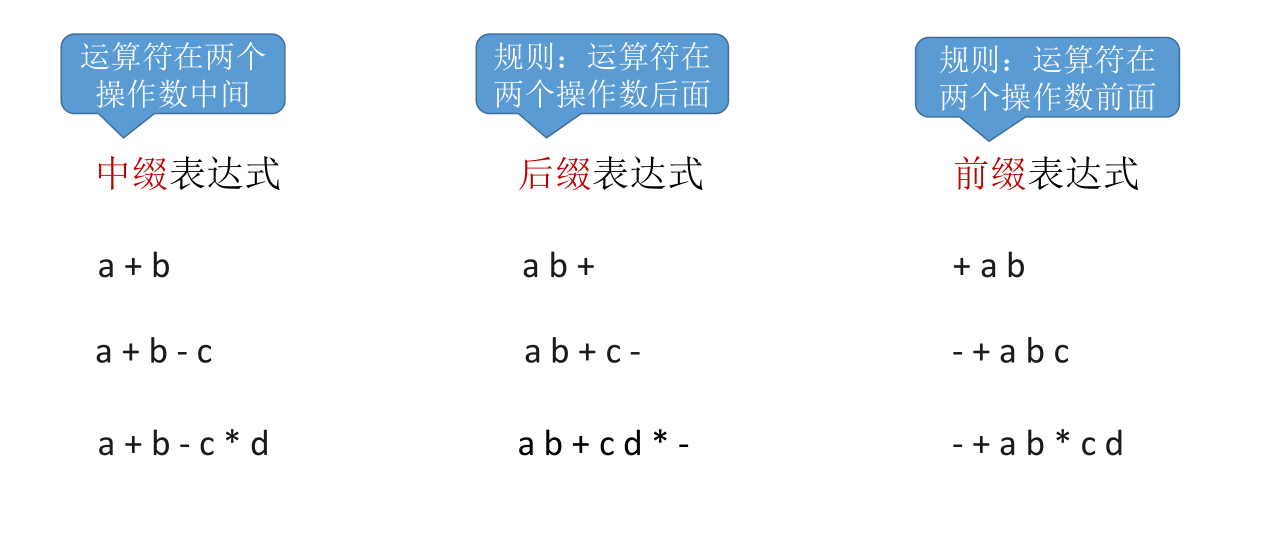 运算符在两个
操作数中间
规则：运算符在
两个操作数后面
规则：运算符在
两个操作数前面
中缀表达式
后缀表达式
前缀表达式
a + b
a b +
+ a b
a + b - c
a b + c -
- + a b c
a + b - c * d
a b + c d * -
- + a b * c d